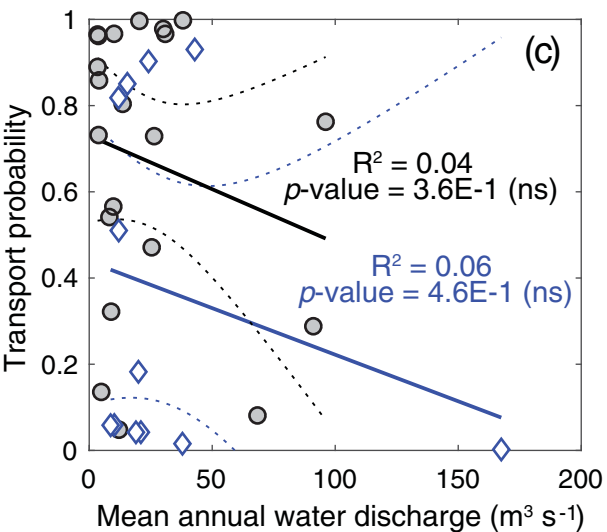 (c)
1
0.8
0.6
0.4
0.2
0
Transport probability
R² = 0.04
p-value = 3.6E-1 (ns)
R² = 0.06
p-value = 4.6E-1 (ns)
0 50 100 150 200
Mean annual water discharge (m³ s⁻¹)